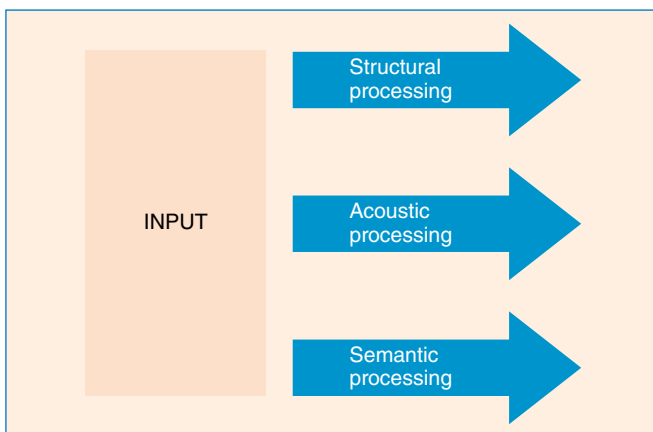 Structural
processing
INPUT
Acoustic
processing
Semantic
processing